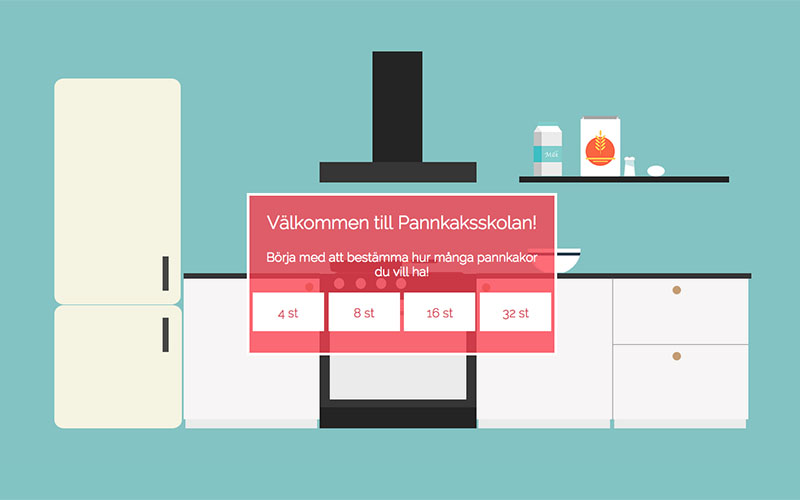 Välkommen till Pannkaksskolan!
Börja med att bestämma hur många pannkakor
du vill ha!
4 st
8 st
16 st
32 st